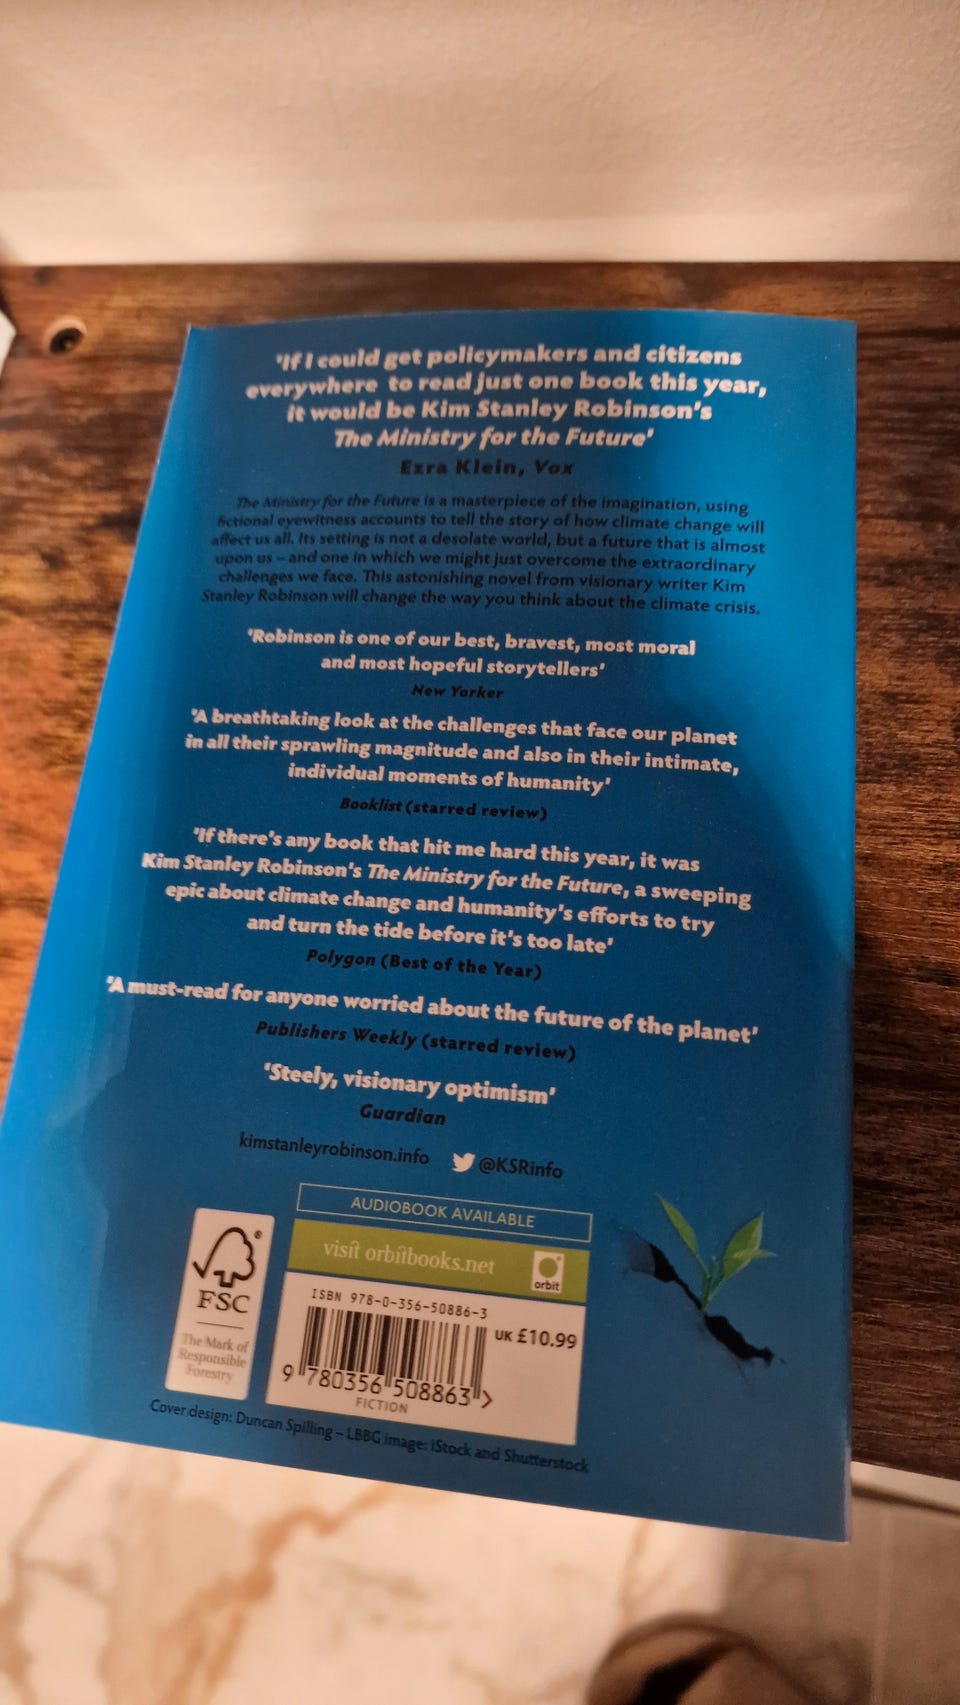 'If I could get policymakers and citizens
everywhere to read just one book this year,
it would be Kim Stanley Robinson's
The Ministry for the Future'
Ezra Klein, Vox
The Ministry for the Future is a masterpiece of the imagination, using
fictional eyewitness accounts to tell the story of how climate change will
affect us all. Its setting is not a desolate world, but a future that is almost
upon us – and one in which we might just overcome the extraordinary
challenges we face. This astonishing novel from visionary writer Kim
Stanley Robinson will change the way you think about the climate crisis.
'Robinson is one of our best, bravest, most moral
and most hopeful storytellers'
New Yorker
'A breathtaking look at the challenges that face our planet
in all their sprawling magnitude and also in their intimate,
individual moments of humanity'
Booklist (starred review)
'If there's any book that hit me hard this year, it was
Kim Stanley Robinson's The Ministry for the Future, a sweeping
epic about climate change and humanity's efforts to try
and turn the tide before it's too late'
Polygon (Best of the Year)
'A must-read for anyone worried about the future of the planet'
Publishers Weekly (starred review)
'Steely, visionary optimism'
Guardian
kimstanleyrobinson.info @KSRinfo
AUDIOBOOK AVAILABLE
visit orbitbooks.net
orbit
ISBN 978-0-356-50886-3
UK £10.99
9 780356 508863 >
FICTION
FSC
®
The Mark of
Responsible
Forestry
Cover design: Duncan Spilling – LBBG image: iStock and Shutterstock